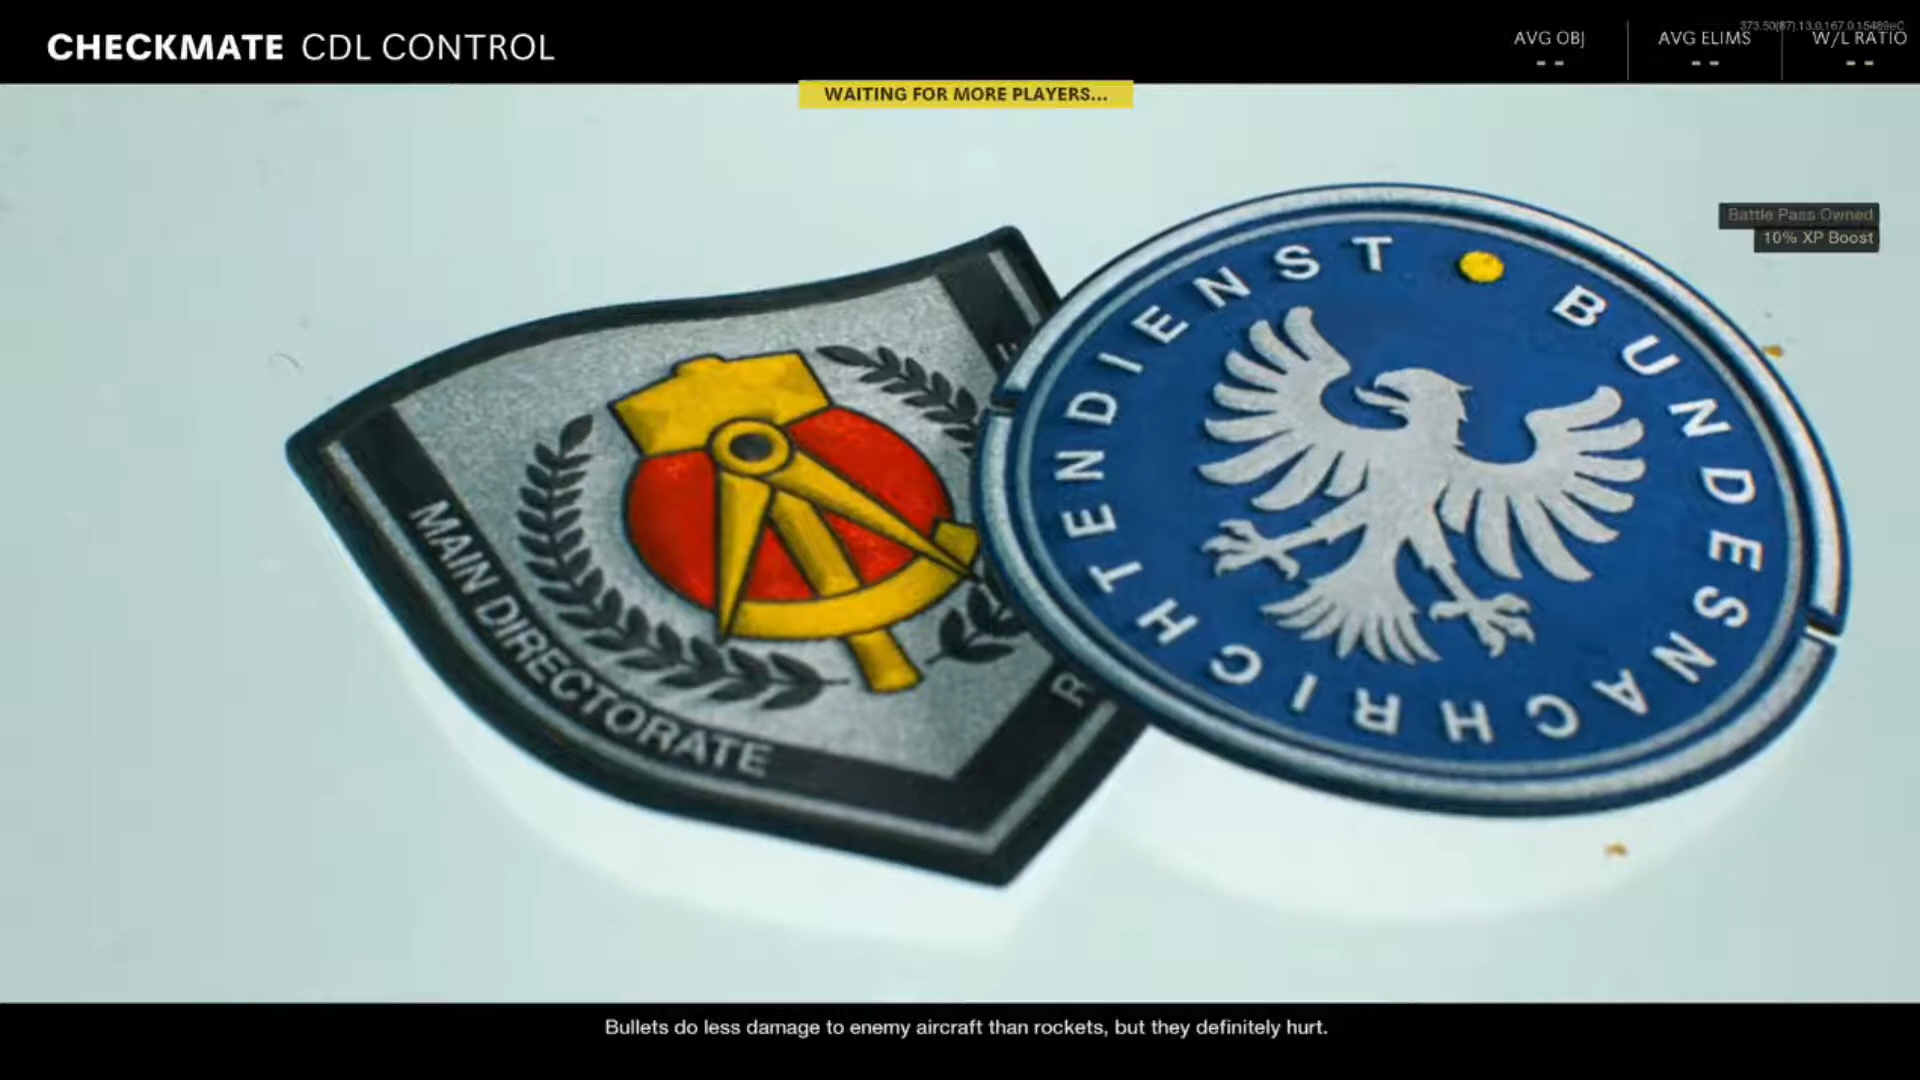 CHECKMATE CDL CONTROL
AVG OBJ
--
AVG ELIMS
--
W/L RATIO
--
WAITING FOR MORE PLAYERS...
Battle Pass Owned
10% XP Boost
MAIN DIRECTORATE
R
BUNDESNACHRICHTENDIENST
Bullets do less damage to enemy aircraft than rockets, but they definitely hurt.